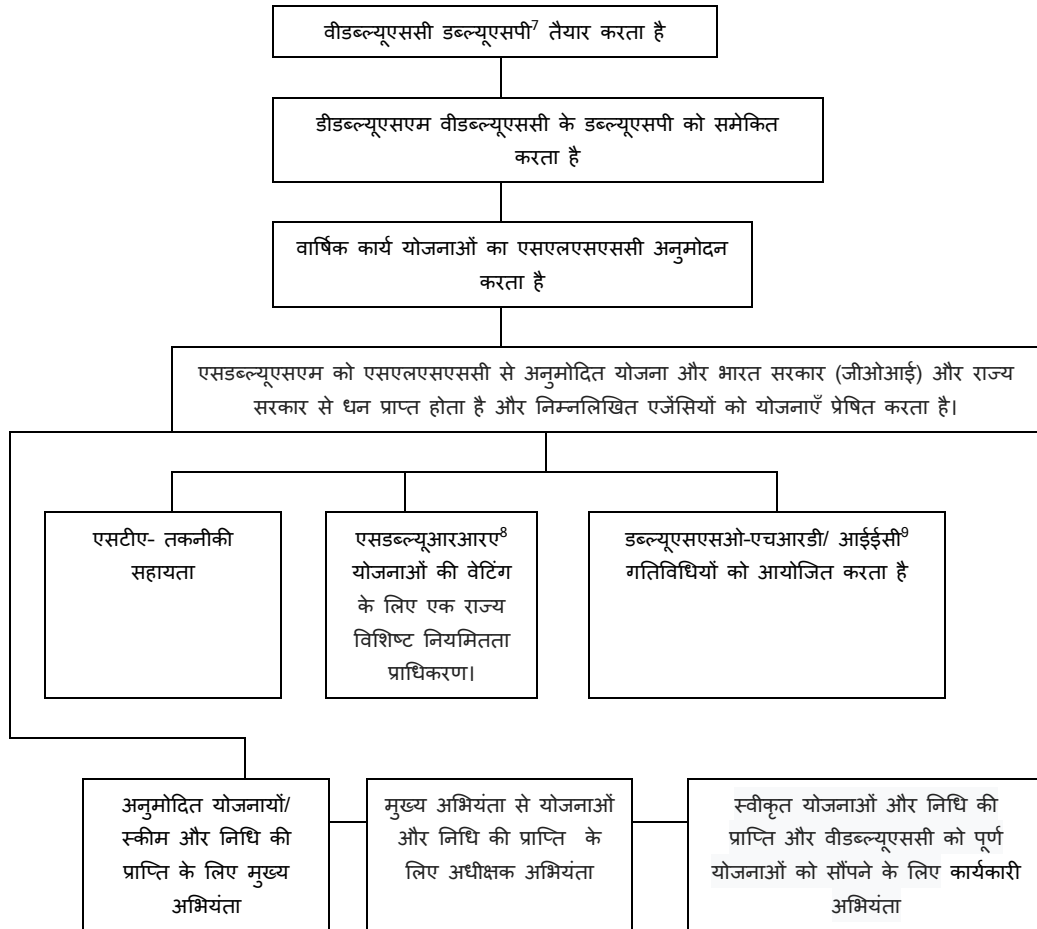 वीडब्ल्यूएससी डब्ल्यूएसपी7 तैयार करता है
डीडब्ल्यूएसएम वीडब्ल्यूएससी के डब्ल्यूएसपी को समेकित
करता है
वार्षिक कार्य योजनाओं का एसएलएसएससी अनुमोदन
करता है
एसडब्ल्यूएसएम को एसएलएसएससी से अनुमोदित योजना और भारत सरकार (जीओआई) और राज्य
सरकार से धन प्राप्त होता है और निम्नलिखित एजेंसियों को योजनाएँ प्रेषित करता है।
एसटीए- तकनीकी
सहायता
एसडब्ल्यूआरआरए8
योजनाओं की वेटिंग
के लिए एक राज्य
विशिष्ट नियमितता
प्राधिकरण।
डब्ल्यूएसएसओ-एचआरडी/ आईईसी9
गतिविधियों को आयोजित करता है
अनुमोदित योजनायों/
स्कीम और निधि की
प्राप्ति के लिए मुख्य
अभियंता
मुख्य अभियंता से योजनाओं
और निधि की प्राप्ति के
लिए अधीक्षक अभियंता
स्वीकृत योजनाओं और निधि की
प्राप्ति और वीडब्ल्यूएससी को पूर्ण
योजनाओं को सौंपने के लिए कार्यकारी
अभियंता